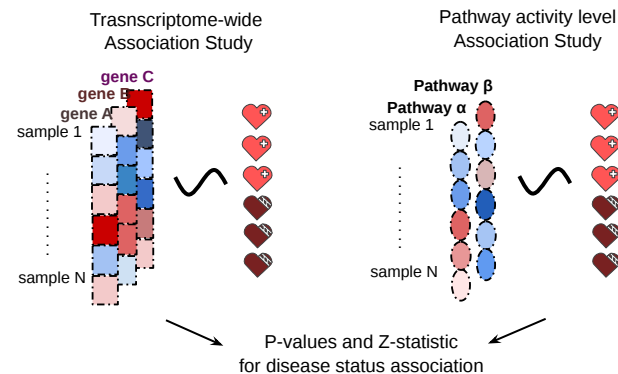 Trasnscriptome-wide
Association Study
Pathway activity level
Association Study
gene C
gene B
gene A
sample 1
sample N
Pathway β
Pathway α
sample 1
sample N
P-values and Z-statistic
for disease status association